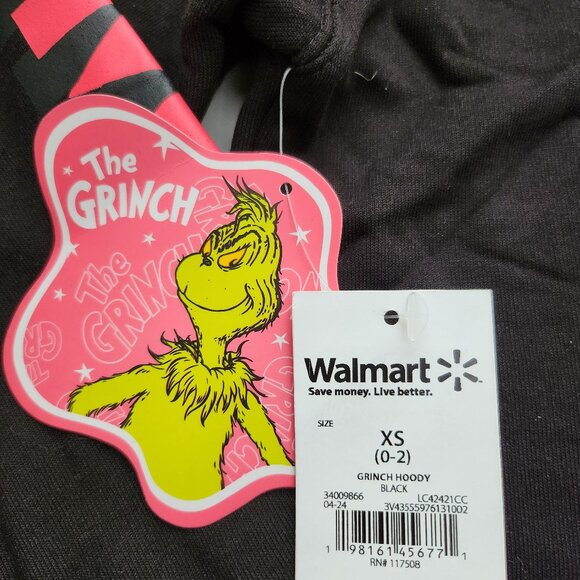 The
GRINCH
The
GRINCH
Walmart
Save money. Live better.
SIZE
XS
(0-2)
GRINCH HOODY
BLACK
34009866 LC42421CC
04-24 3V43555976131002
1 98161 45677 1
RN# 117508